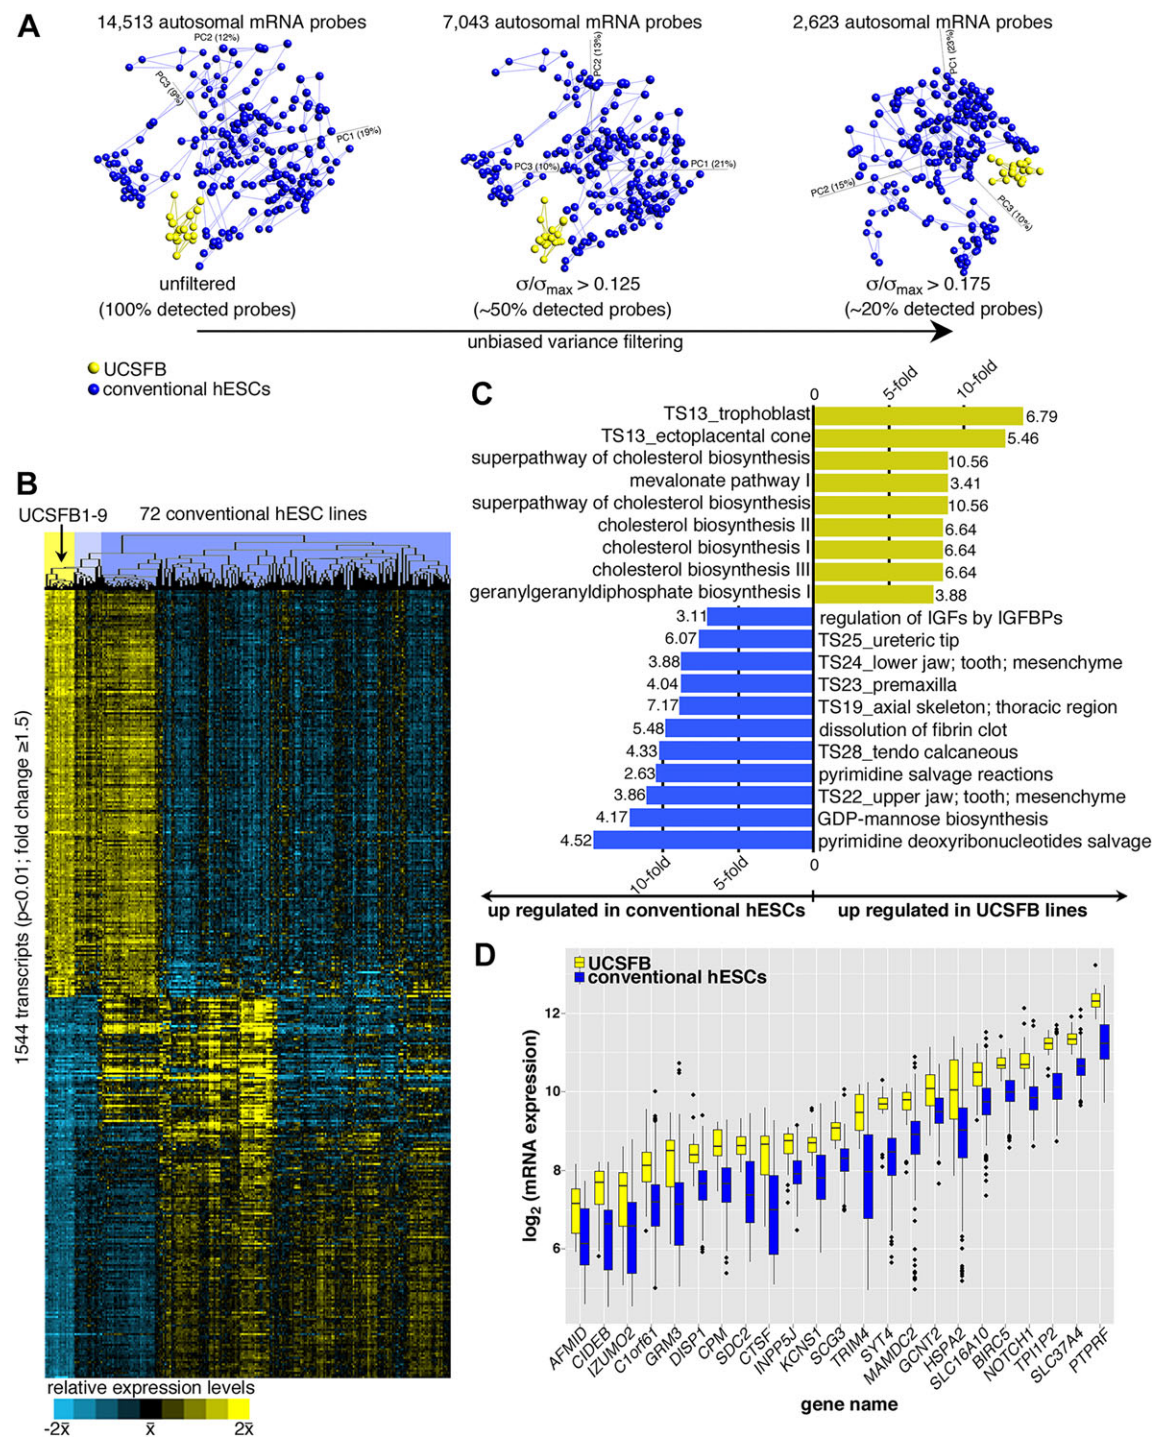 A
14,513 autosomal mRNA probes
7,043 autosomal mRNA probes
2,623 autosomal mRNA probes
PC2 (12%)
PC3 (9%)
PC1 (19%)
PC2 (13%)
PC3 (10%)
PC1 (21%)
PC1 (23%)
PC2 (15%)
PC3 (10%)
unfiltered
(100% detected probes)
σ/σmax > 0.125
(~50% detected probes)
σ/σmax > 0.175
(~20% detected probes)
unbiased variance filtering
UCSFB
conventional hESCs
B
UCSFB1-9
72 conventional hESC lines
1544 transcripts (p<0.01; fold change ≥1.5)
relative expression levels
-2x̄
x̄
2x̄
C
0
5-fold
10-fold
TS13_trophoblast 6.79
TS13_ectoplacental cone 5.46
superpathway of cholesterol biosynthesis 10.56
mevalonate pathway I 3.41
superpathway of cholesterol biosynthesis 10.56
cholesterol biosynthesis II 6.64
cholesterol biosynthesis I 6.64
cholesterol biosynthesis III 6.64
geranylgeranyldiphosphate biosynthesis I 3.88
3.11 regulation of IGFs by IGFBPs
6.07 TS25_ureteric tip
3.88 TS24_lower jaw; tooth; mesenchyme
4.04 TS23_premaxilla
7.17 TS19_axial skeleton; thoracic region
5.48 dissolution of fibrin clot
4.33 TS28_tendo calcaneous
2.63 pyrimidine salvage reactions
3.86 TS22_upper jaw; tooth; mesenchyme
4.17 GDP-mannose biosynthesis
4.52 pyrimidine deoxyribonucleotides salvage
10-fold
5-fold
0
up regulated in conventional hESCs
up regulated in UCSFB lines
D
UCSFB
conventional hESCs
log2 (mRNA expression)
12
10
8
6
AFMID
CIDEB
IZUMO2
C1orf61
GRM3
DISP1
CPM
SDC2
CTSF
INPP5J
KCNS1
SCG3
TRIM4
SYT4
MAMDC2
GCNT2
HSPA2
SLC16A10
BIRC5
NOTCH1
TPI1P2
SLC37A4
PTPRF
gene name